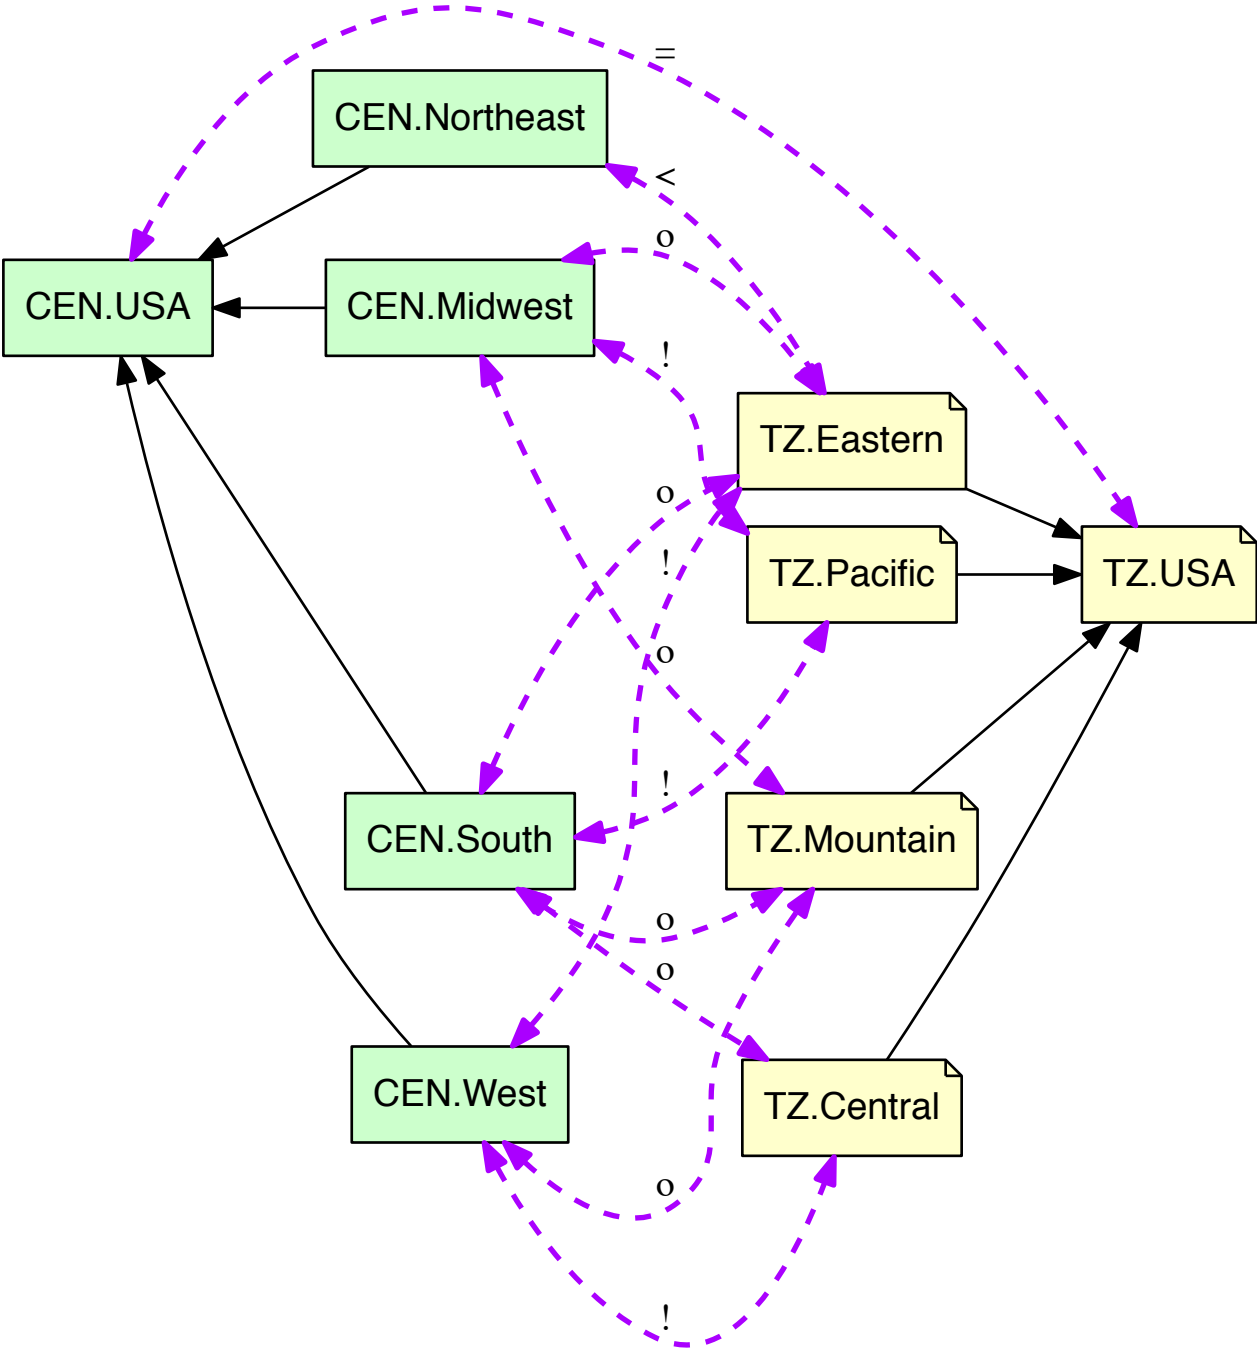 =
CEN.Northeast
<
o
CEN.USA
CEN.Midwest
!
TZ.Eastern
o
!
TZ.Pacific
TZ.USA
o
!
CEN.South
TZ.Mountain
o
o
CEN.West
TZ.Central
o
!